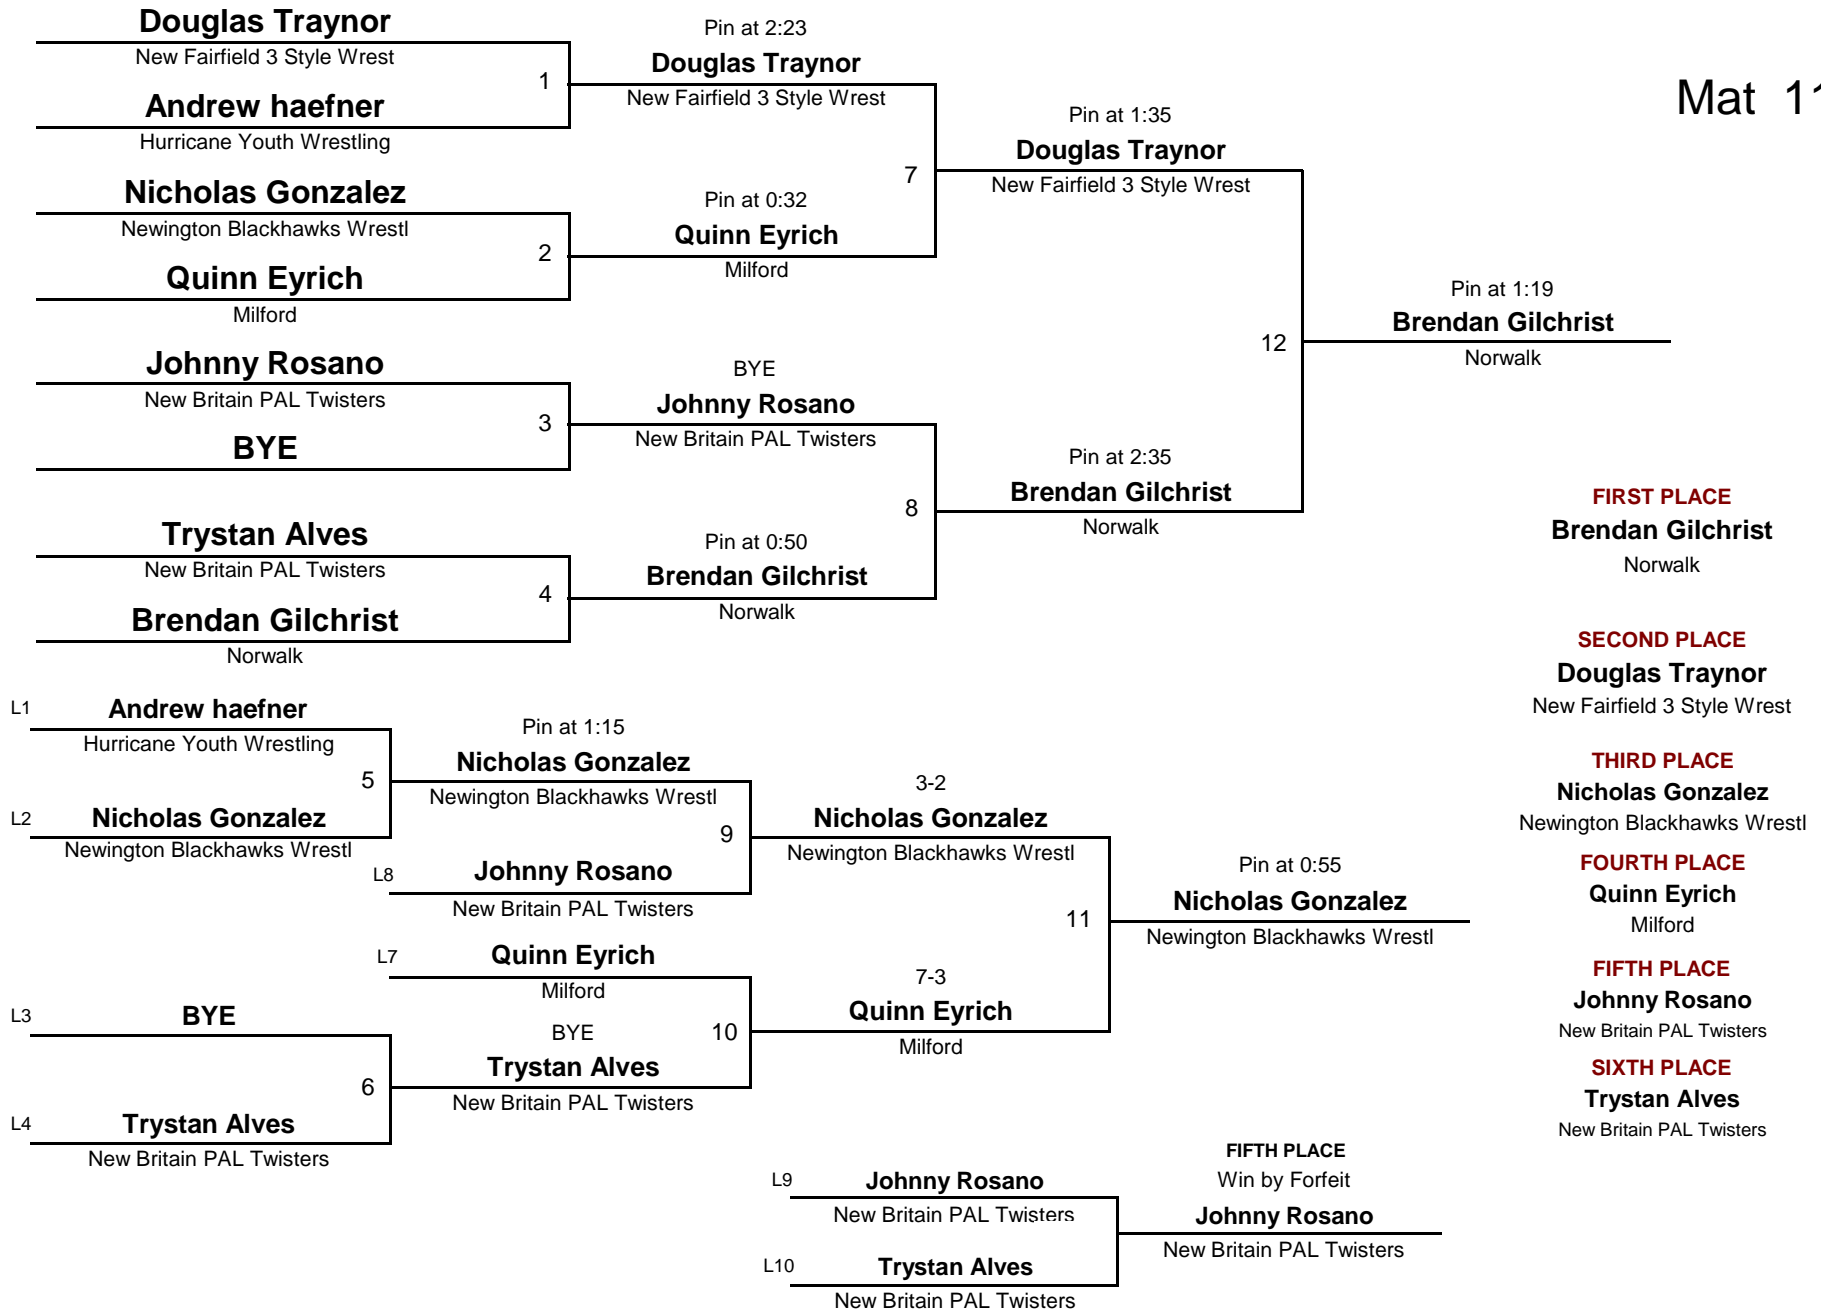 Douglas Traynor
New Fairfield 3 Style Wrest
1
Andrew haefner
Hurricane Youth Wrestling
Nicholas Gonzalez
Newington Blackhawks Wrestl
2
Quinn Eyrich
Milford
Johnny Rosano
New Britain PAL Twisters
3
BYE
Trystan Alves
New Britain PAL Twisters
4
Brendan Gilchrist
Norwalk
Pin at 2:23
Douglas Traynor
New Fairfield 3 Style Wrest
7
Pin at 0:32
Quinn Eyrich
Milford
BYE
Johnny Rosano
New Britain PAL Twisters
8
Pin at 0:50
Brendan Gilchrist
Norwalk
Pin at 1:35
Douglas Traynor
New Fairfield 3 Style Wrest
12
Pin at 2:35
Brendan Gilchrist
Norwalk
Pin at 1:19
Brendan Gilchrist
Norwalk
Mat 11
L1 Andrew haefner
Hurricane Youth Wrestling
5
L2 Nicholas Gonzalez
Newington Blackhawks Wrestl
L3 BYE
6
L4 Trystan Alves
New Britain PAL Twisters
Pin at 1:15
Nicholas Gonzalez
Newington Blackhawks Wrestl
9
L8 Johnny Rosano
New Britain PAL Twisters
L7 Quinn Eyrich
Milford
BYE
10
Trystan Alves
New Britain PAL Twisters
3-2
Nicholas Gonzalez
Newington Blackhawks Wrestl
11
7-3
Quinn Eyrich
Milford
Pin at 0:55
Nicholas Gonzalez
Newington Blackhawks Wrestl
L9 Johnny Rosano
New Britain PAL Twisters
L10 Trystan Alves
New Britain PAL Twisters
FIFTH PLACE
Win by Forfeit
Johnny Rosano
New Britain PAL Twisters
FIRST PLACE
Brendan Gilchrist
Norwalk
SECOND PLACE
Douglas Traynor
New Fairfield 3 Style Wrest
THIRD PLACE
Nicholas Gonzalez
Newington Blackhawks Wrestl
FOURTH PLACE
Quinn Eyrich
Milford
FIFTH PLACE
Johnny Rosano
New Britain PAL Twisters
SIXTH PLACE
Trystan Alves
New Britain PAL Twisters